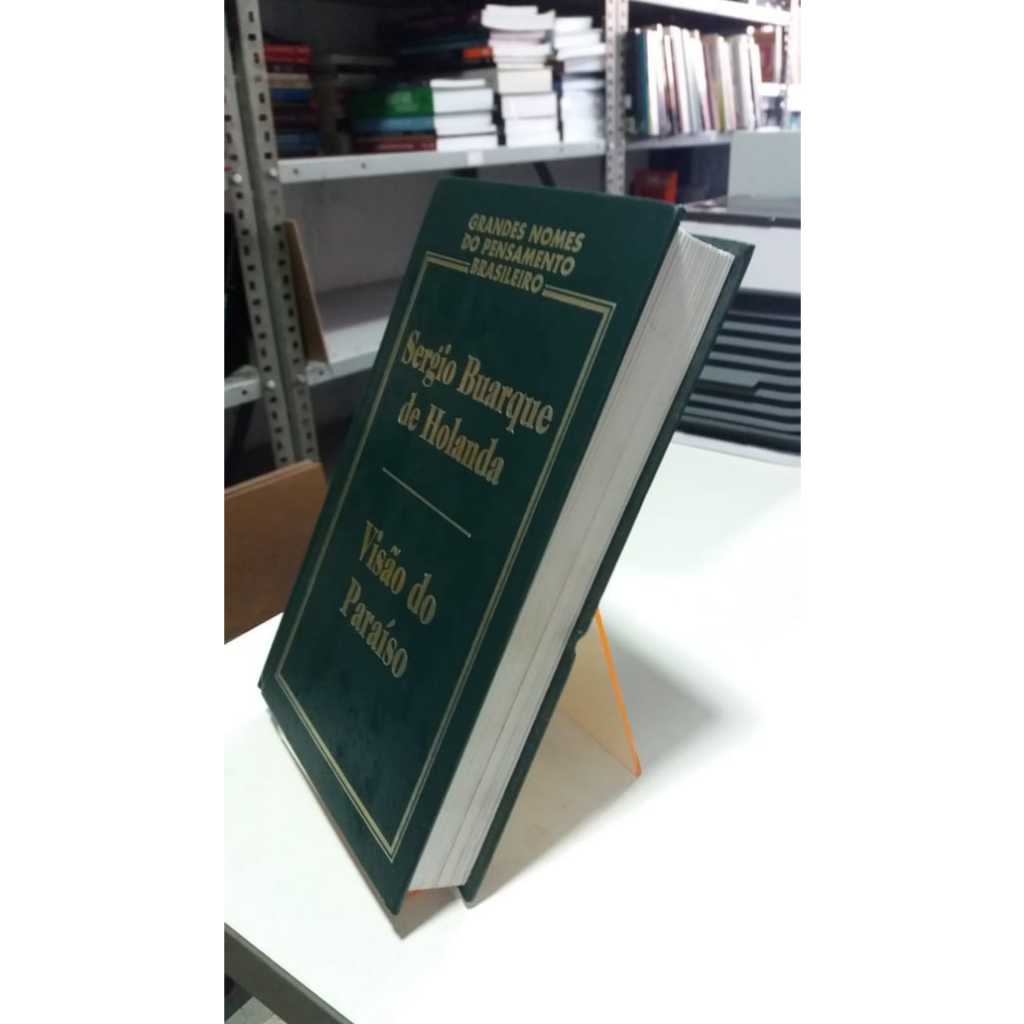 GRANDES NOMES
DO PENSAMENTO
BRASILEIRO
Sergio Buarque
de Holanda
Visão do
Paraíso